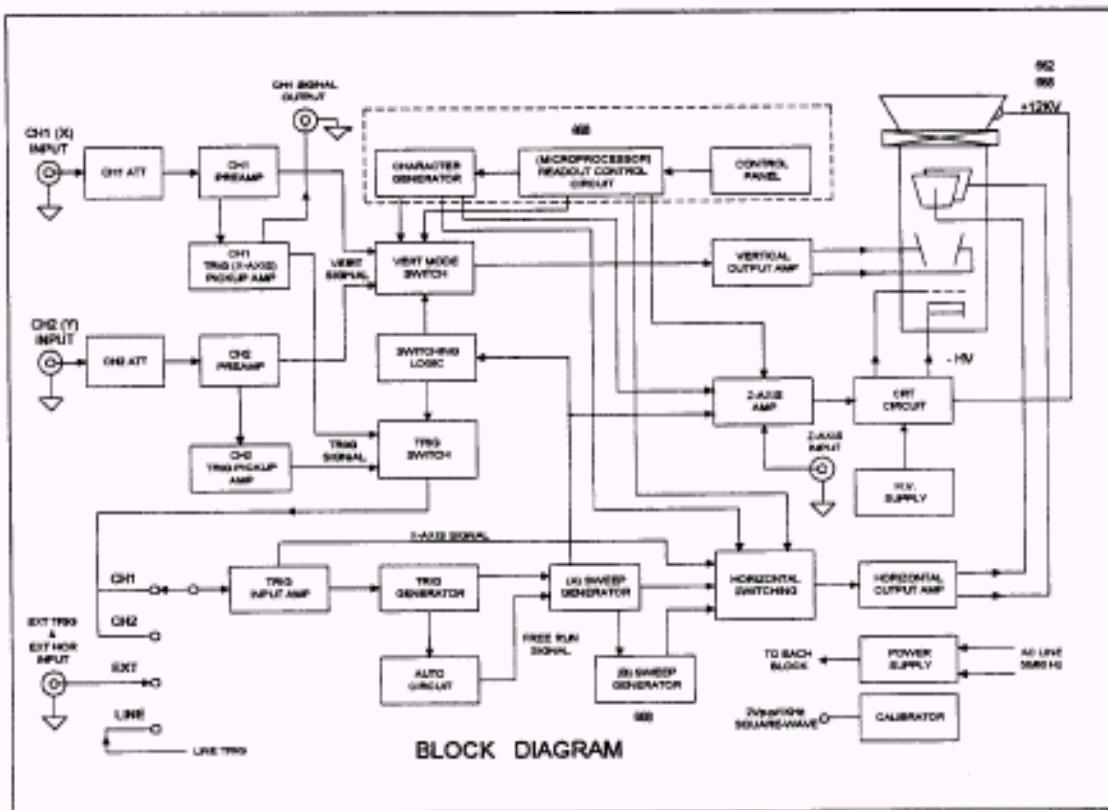 CH1 SIGNAL
OUTPUT
+12KV
CH1 (X)
INPUT
CH1 ATT
CH1
PREAMP
CHARACTER
GENERATOR
(MICROPROCESSOR)
READOUT CONTROL
CIRCUIT
CONTROL
PANEL
CH1
TRIG (X-AXIS)
PICKUP AMP
VERT
SIGNAL
VERT MODE
SWITCH
VERTICAL
OUTPUT AMP
CH2 (Y)
INPUT
CH2 ATT
CH2
PREAMP
SWITCHING
LOGIC
- HV
Z-AXIS
AMP
CRT
CIRCUIT
CH2
TRIG PICKUP
AMP
TRIG
SIGNAL
TRIG
SWITCH
Z-AXIS
INPUT
H.V.
SUPPLY
X-AXIS SIGNAL
CH1
TRIG
INPUT AMP
TRIG
GENERATOR
(A) SWEEP
GENERATOR
HORIZONTAL
SWITCHING
HORIZONTAL
OUTPUT AMP
CH2
EXT TRIG
&
EXT HOR
INPUT
EXT
AUTO
CIRCUIT
FREE RUN
SIGNAL
(B) SWEEP
GENERATOR
TO EACH
BLOCK
POWER
SUPPLY
AC LINE
50/60 Hz
LINE
LINE TRIG
SQUARE-WAVE
CALIBRATOR
BLOCK DIAGRAM